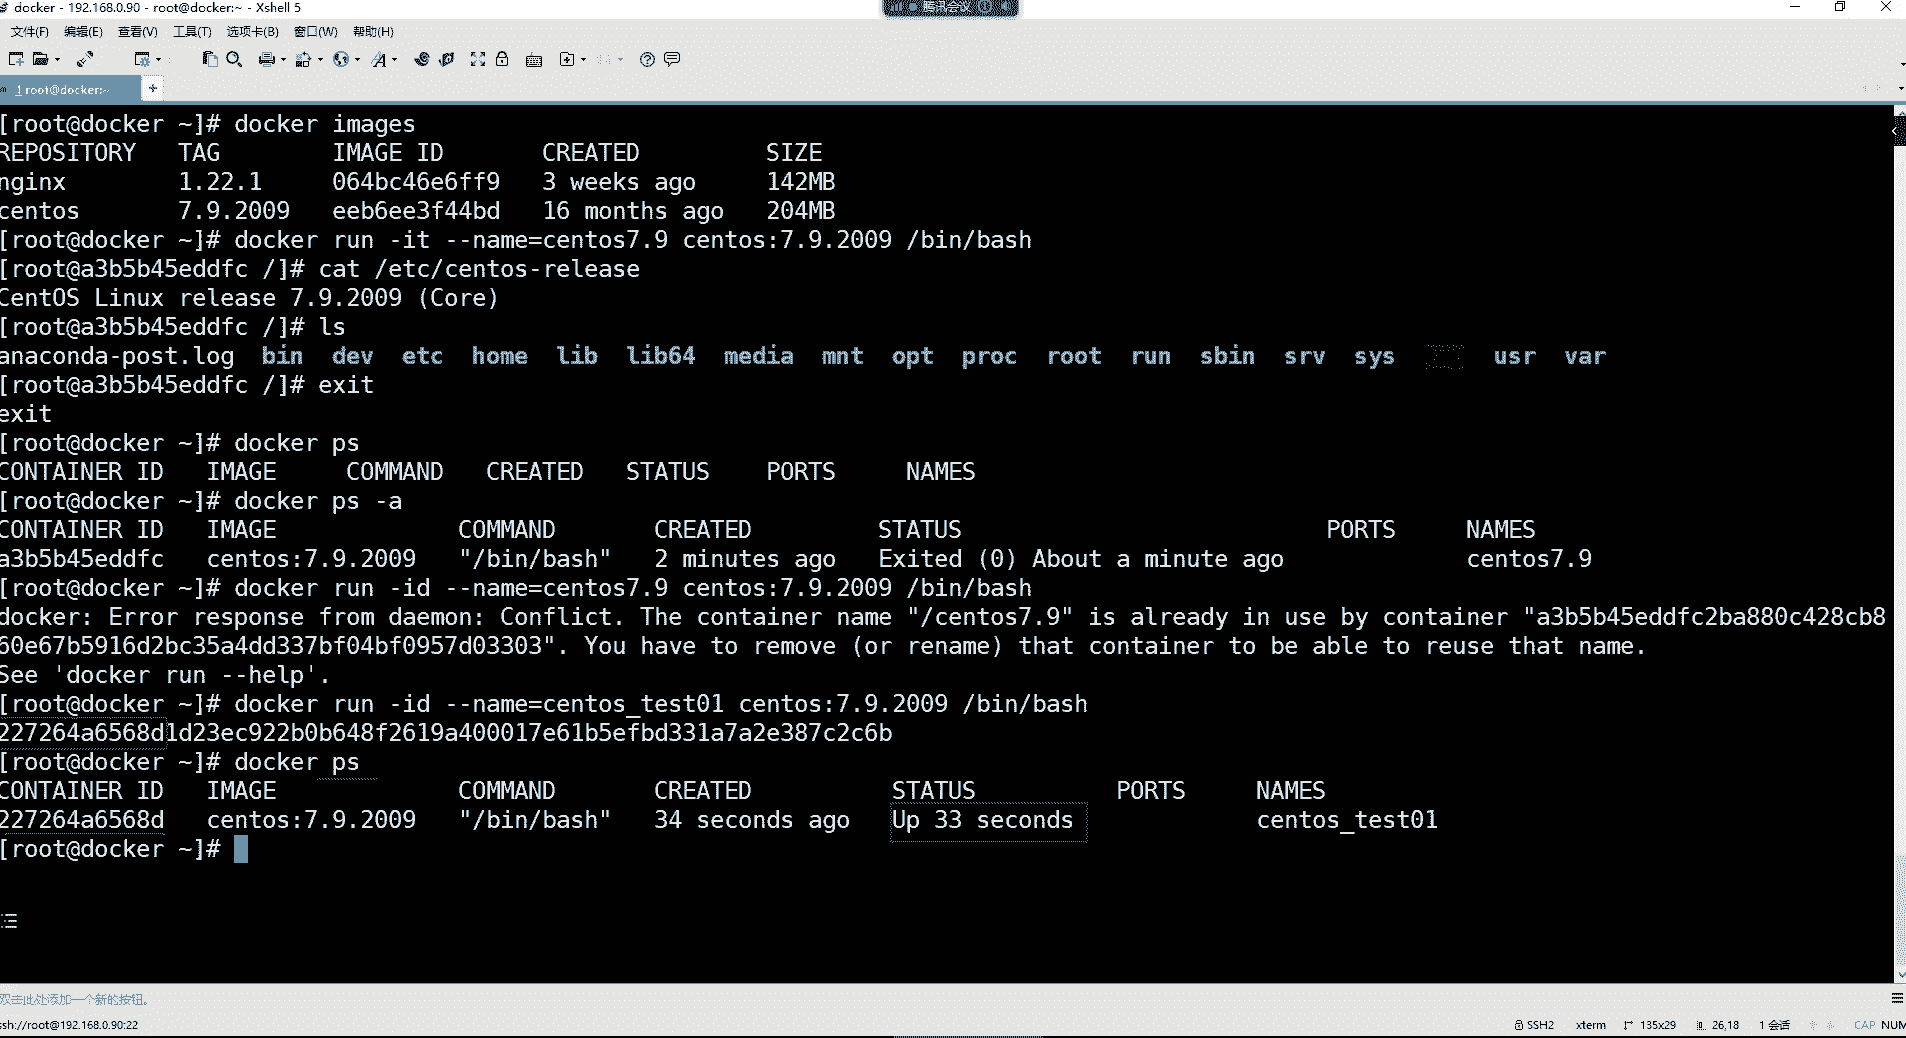 docker - 192.168.0.90 - root@docker:~ - Xshell 5
腾讯会议
文件(F) 编辑(E) 查看(V) 工具(T) 选项卡(B) 窗口(W) 帮助(H)
1 root@docker:~
[root@docker ~]# docker images
REPOSITORY TAG IMAGE ID CREATED SIZE
nginx 1.22.1 064bc46e6ff9 3 weeks ago 142MB
centos 7.9.2009 eeb6ee3f44bd 16 months ago 204MB
[root@docker ~]# docker run -it --name=centos7.9 centos:7.9.2009 /bin/bash
[root@a3b5b45eddfc /]# cat /etc/centos-release
CentOS Linux release 7.9.2009 (Core)
[root@a3b5b45eddfc /]# ls
anaconda-post.log bin dev etc home lib lib64 media mnt opt proc root run sbin srv sys usr var
[root@a3b5b45eddfc /]# exit
exit
[root@docker ~]# docker ps
CONTAINER ID IMAGE COMMAND CREATED STATUS PORTS NAMES
[root@docker ~]# docker ps -a
CONTAINER ID IMAGE COMMAND CREATED STATUS PORTS NAMES
a3b5b45eddfc centos:7.9.2009 "/bin/bash" 2 minutes ago Exited (0) About a minute ago centos7.9
[root@docker ~]# docker run -id --name=centos7.9 centos:7.9.2009 /bin/bash
docker: Error response from daemon: Conflict. The container name "/centos7.9" is already in use by container "a3b5b45eddfc2ba880c428cb8
60e67b5916d2bc35a4dd337bf04bf0957d03303". You have to remove (or rename) that container to be able to reuse that name.
See 'docker run --help'.
[root@docker ~]# docker run -id --name=centos_test01 centos:7.9.2009 /bin/bash
227264a6568d1d23ec922b0b648f2619a400017e61b5efbd331a7a2e387c2c6b
[root@docker ~]# docker ps
CONTAINER ID IMAGE COMMAND CREATED STATUS PORTS NAMES
227264a6568d centos:7.9.2009 "/bin/bash" 34 seconds ago Up 33 seconds centos_test01
[root@docker ~]#
双击此处添加一个新的按钮。
ssh://root@192.168.0.90:22 SSH2 xterm 135x29 26,18 1 会话 CAP NUM